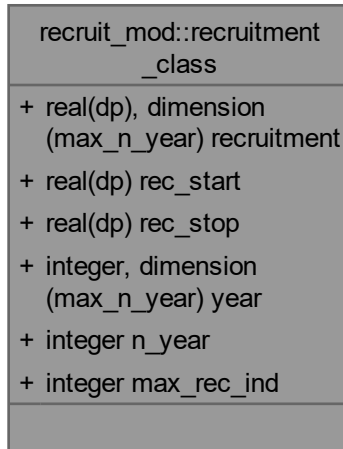 recruit_mod::recruitment
_class
+ real(dp), dimension
(max_n_year) recruitment
+ real(dp) rec_start
+ real(dp) rec_stop
+ integer, dimension
(max_n_year) year
+ integer n_year
+ integer max_rec_ind